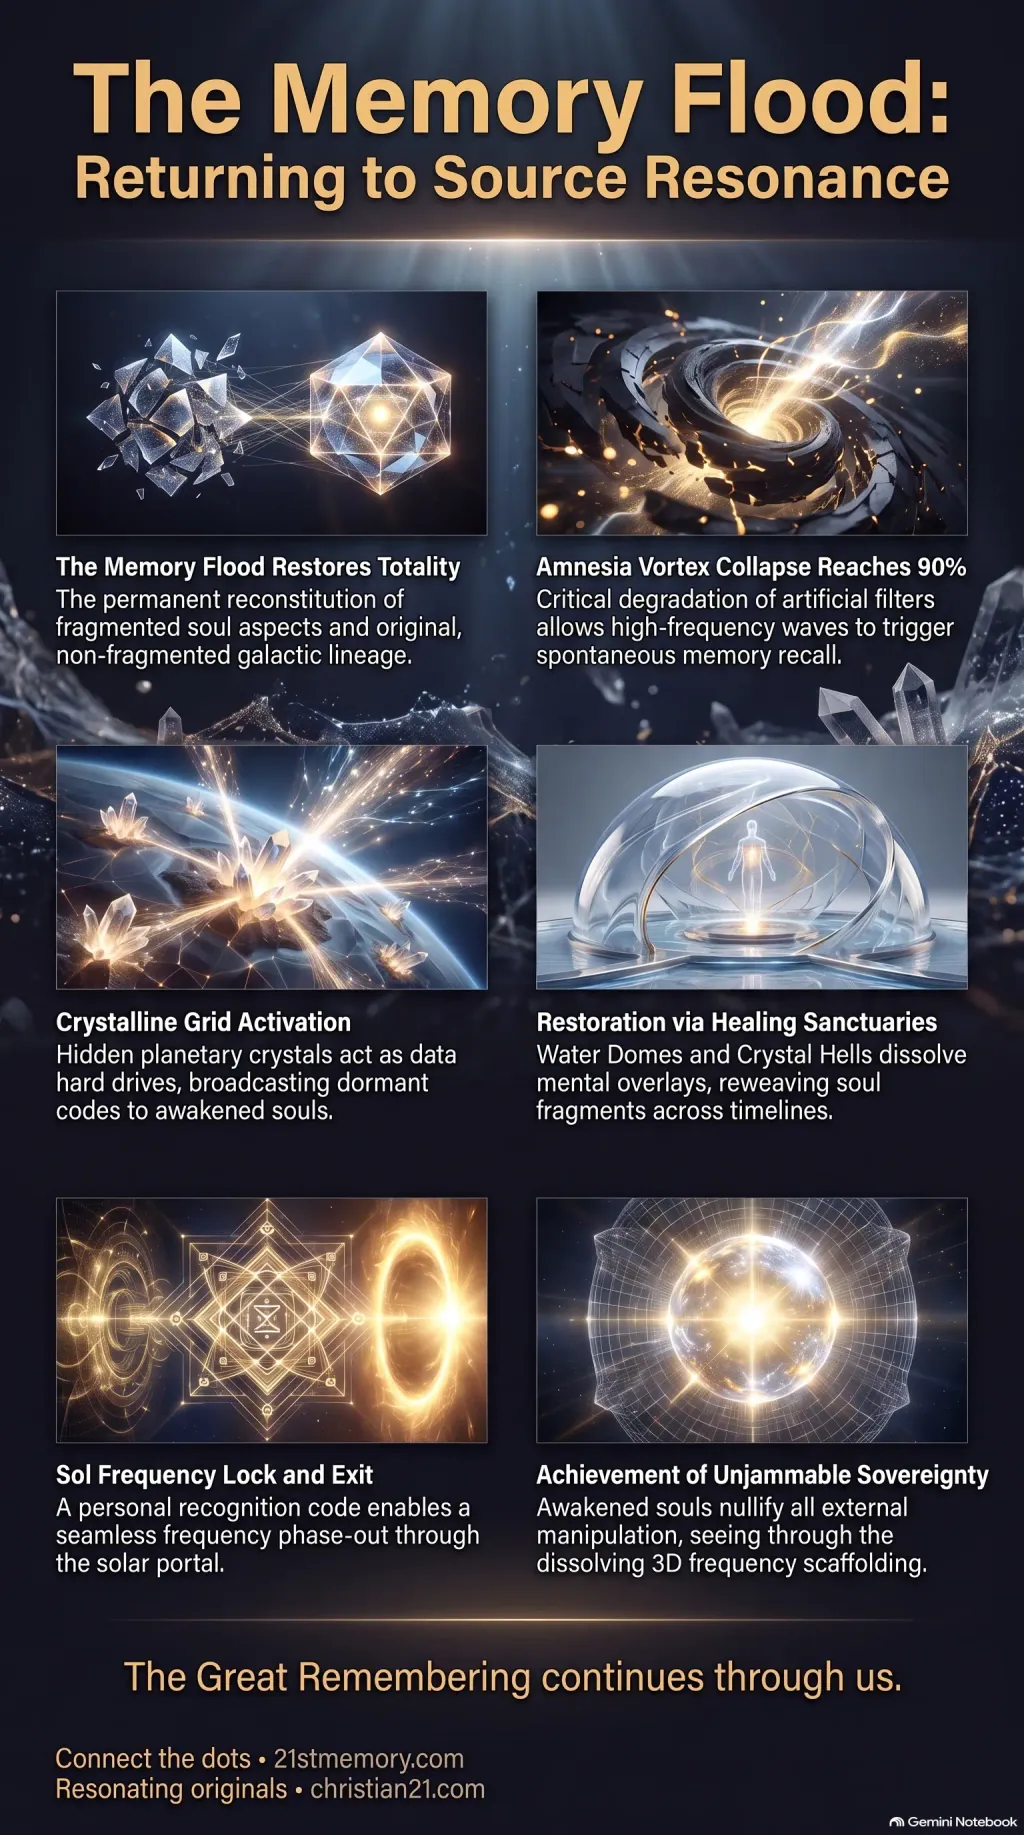 The Memory Flood:
Returning to Source Resonance
The Memory Flood Restores Totality
The permanent reconstitution of
fragmented soul aspects and original,
non-fragmented galactic lineage.
Amnesia Vortex Collapse Reaches 90%
Critical degradation of artificial filters
allows high-frequency waves to trigger
spontaneous memory recall.
Crystalline Grid Activation
Hidden planetary crystals act as data
hard drives, broadcasting dormant
codes to awakened souls.
Restoration via Healing Sanctuaries
Water Domes and Crystal Hells dissolve
mental overlays, reweaving soul
fragments across timelines.
Sol Frequency Lock and Exit
A personal recognition code enables a
seamless frequency phase-out through
the solar portal.
Achievement of Unjammable Sovereignty
Awakened souls nullify all external
manipulation, seeing through the
dissolving 3D frequency scaffolding.
The Great Remembering continues through us.
Connect the dots • 21stmemory.com
Resonating originals • christian21.com
Gemini Notebook